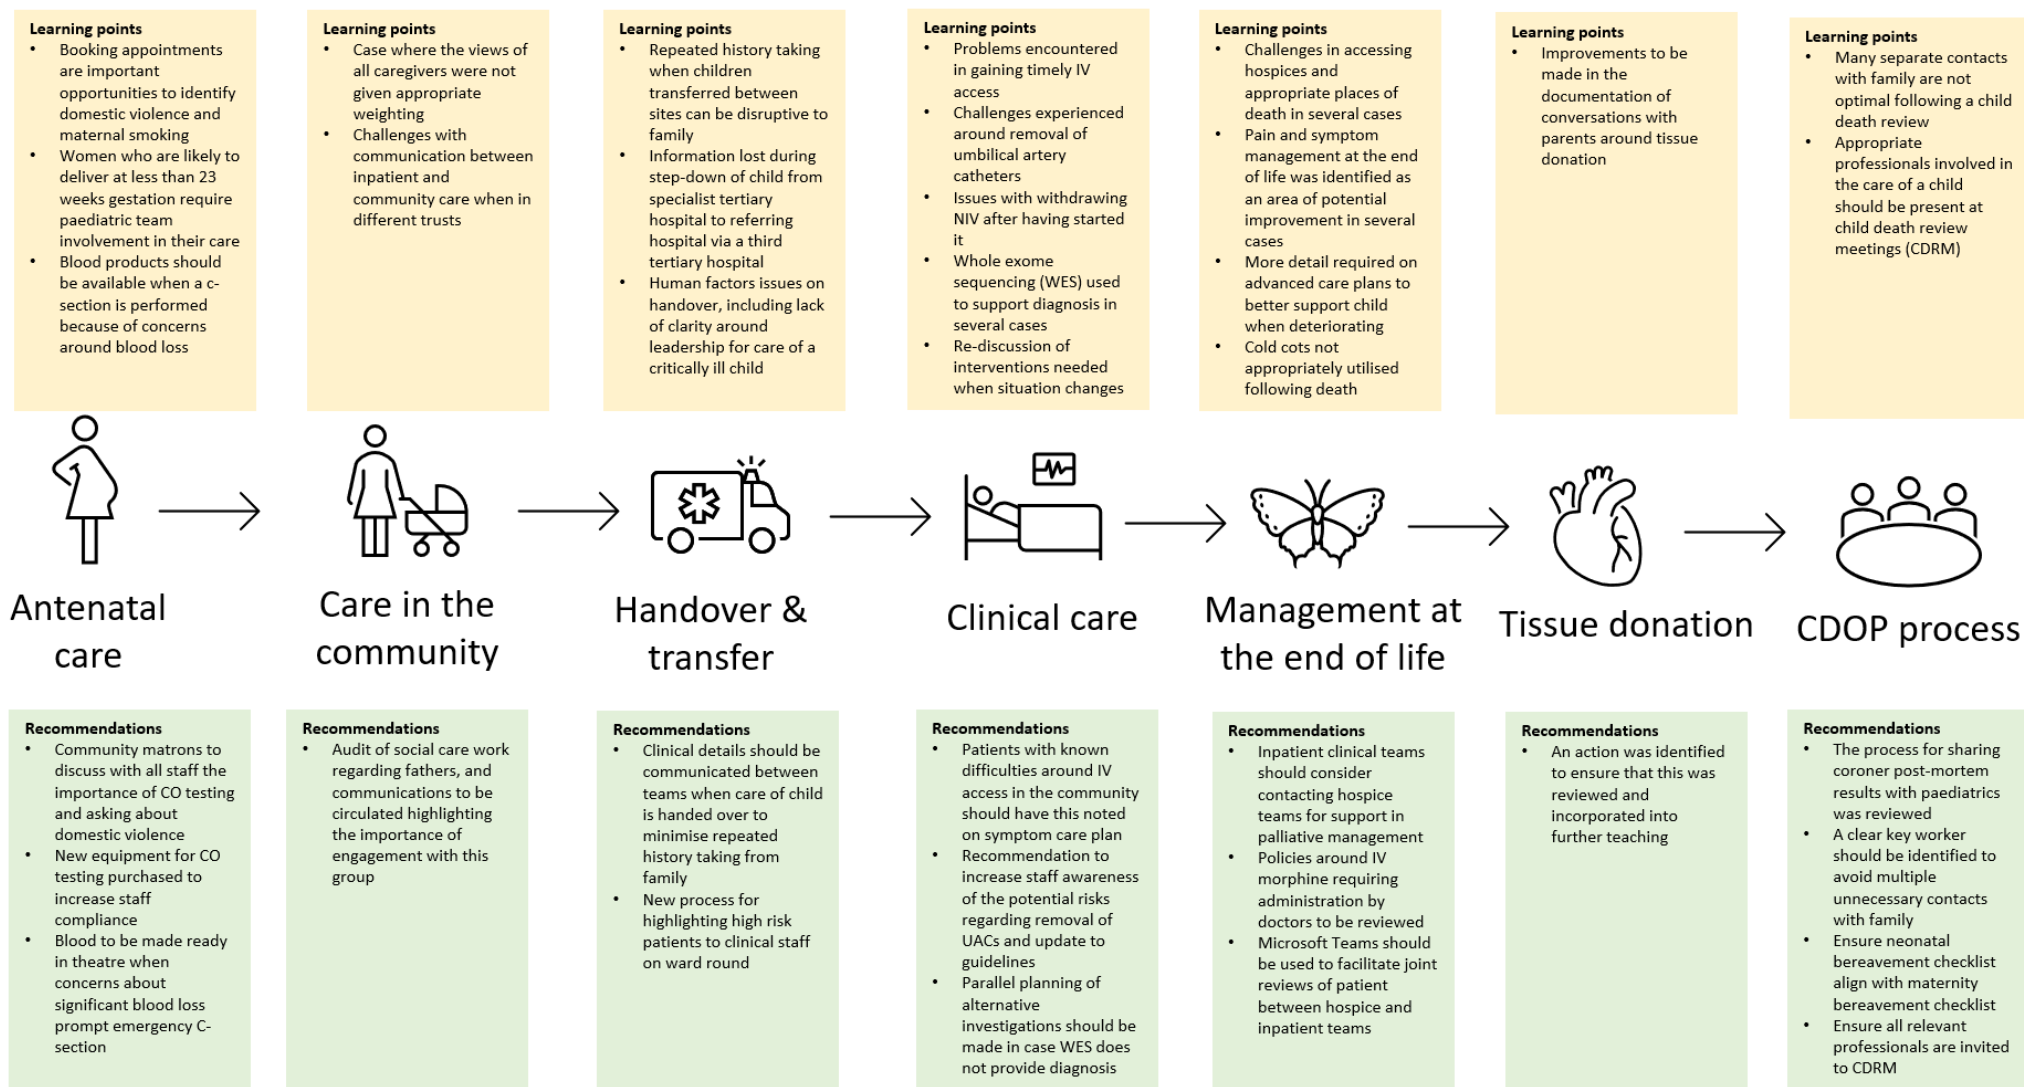 Learning points
• Booking appointments
are important
opportunities to identify
domestic violence and
maternal smoking
• Women who are likely to
deliver at less than 23
weeks gestation require
paediatric team
involvement in their care
• Blood products should
be available when a c-
section is performed
because of concerns
around blood loss
Learning points
• Case where the views of
all caregivers were not
given appropriate
weighting
• Challenges with
communication between
inpatient and
community care when in
different trusts
Learning points
• Repeated history taking
when children
transferred between
sites can be disruptive to
family
• Information lost during
step-down of child from
specialist tertiary
hospital to referring
hospital via a third
tertiary hospital
• Human factors issues on
handover, including lack
of clarity around
leadership for care of a
critically ill child
Learning points
• Problems encountered
in gaining timely IV
access
• Challenges experienced
around removal of
umbilical artery
catheters
• Issues with withdrawing
NIV after having started
it
• Whole exome
sequencing (WES) used
to support diagnosis in
several cases
• Re-discussion of
interventions needed
when situation changes
Learning points
• Challenges in accessing
hospices and
appropriate places of
death in several cases
• Pain and symptom
management at the end
of life was identified as
an area of potential
improvement in several
cases
• More detail required on
advanced care plans to
better support child
when deteriorating
• Cold cots not
appropriately utilised
following death
Learning points
• Improvements to be
made in the
documentation of
conversations with
parents around tissue
donation
Learning points
• Many separate contacts
with family are not
optimal following a child
death review
• Appropriate
professionals involved in
the care of a child
should be present at
child death review
meetings (CDRM)
Antenatal
care
Care in the
community
Handover &
transfer
Clinical care
Management at
the end of life
Tissue donation
CDOP process
Recommendations
• Community matrons to
discuss with all staff the
importance of CO testing
and asking about
domestic violence
• New equipment for CO
testing purchased to
increase staff
compliance
• Blood to be made ready
in theatre when
concerns about
significant blood loss
prompt emergency C-
section
Recommendations
• Audit of social care work
regarding fathers, and
communications to be
circulated highlighting
the importance of
engagement with this
group
Recommendations
• Clinical details should be
communicated between
teams when care of child
is handed over to
minimise repeated
history taking from
family
• New process for
highlighting high risk
patients to clinical staff
on ward round
Recommendations
• Patients with known
difficulties around IV
access in the community
should have this noted
on symptom care plan
• Recommendation to
increase staff awareness
of the potential risks
regarding removal of
UACs and update to
guidelines
• Parallel planning of
alternative
investigations should be
made in case WES does
not provide diagnosis
Recommendations
• Inpatient clinical teams
should consider
contacting hospice
teams for support in
palliative management
• Policies around IV
morphine requiring
administration by
doctors to be reviewed
• Microsoft Teams should
be used to facilitate joint
reviews of patient
between hospice and
inpatient teams
Recommendations
• An action was identified
to ensure that this was
reviewed and
incorporated into
further teaching
Recommendations
• The process for sharing
coroner post-mortem
results with paediatrics
was reviewed
• A clear key worker
should be identified to
avoid multiple
unnecessary contacts
with family
• Ensure neonatal
bereavement checklist
align with maternity
bereavement checklist
• Ensure all relevant
professionals are invited
to CDRM